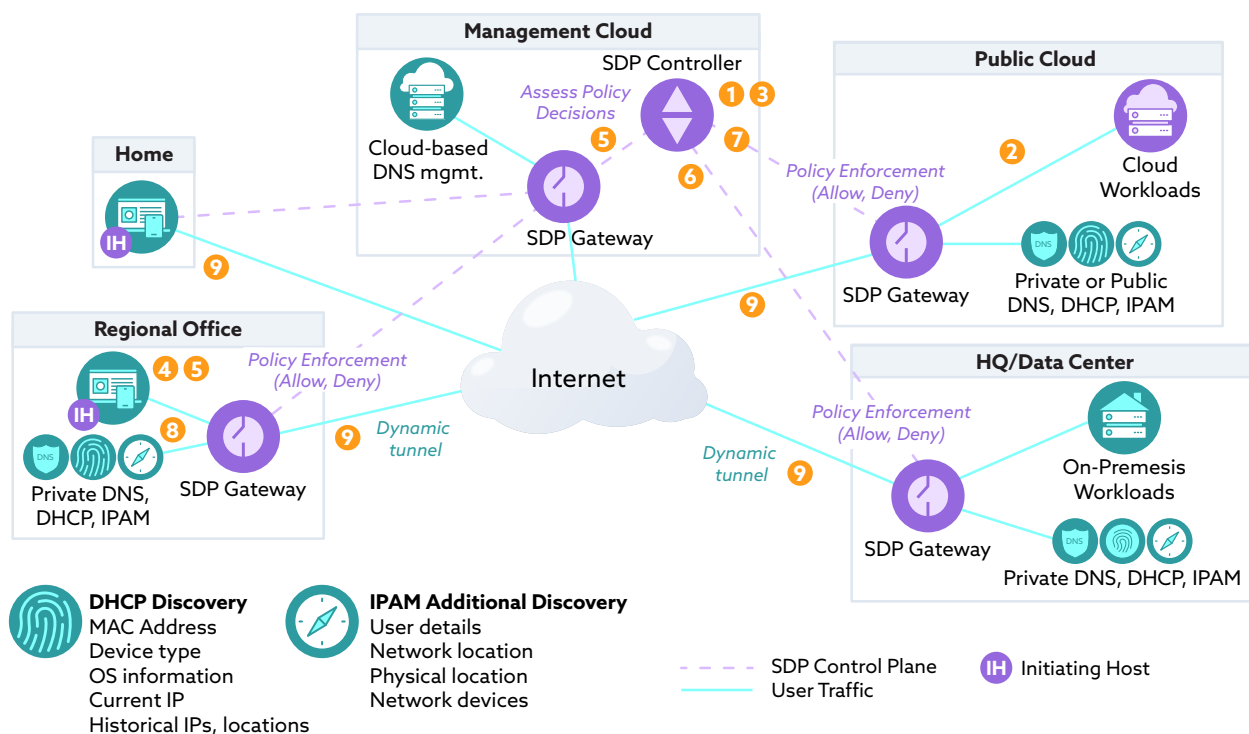 Management Cloud
SDP Controller
1 3
Assess Policy
Decisions
5
7
6
Cloud-based
DNS mgmt.
SDP Gateway
Public Cloud
2
Cloud
Workloads
Policy Enforcement
(Allow, Deny)
SDP Gateway
DNS
Private or Public
DNS, DHCP, IPAM
9
Home
IH
9
Regional Office
4 5
IH
8
DNS
Private DNS,
DHCP, IPAM
SDP Gateway
Policy Enforcement
(Allow, Deny)
9
Dynamic
tunnel
Internet
Dynamic
tunnel
9
HQ/Data Center
Policy Enforcement
(Allow, Deny)
On-Premesis
Workloads
SDP Gateway
DNS
Private DNS, DHCP, IPAM
DHCP Discovery
MAC Address
Device type
OS information
Current IP
Historical IPs, locations
IPAM Additional Discovery
User details
Network location
Physical location
Network devices
SDP Control Plane
User Traffic
IH Initiating Host